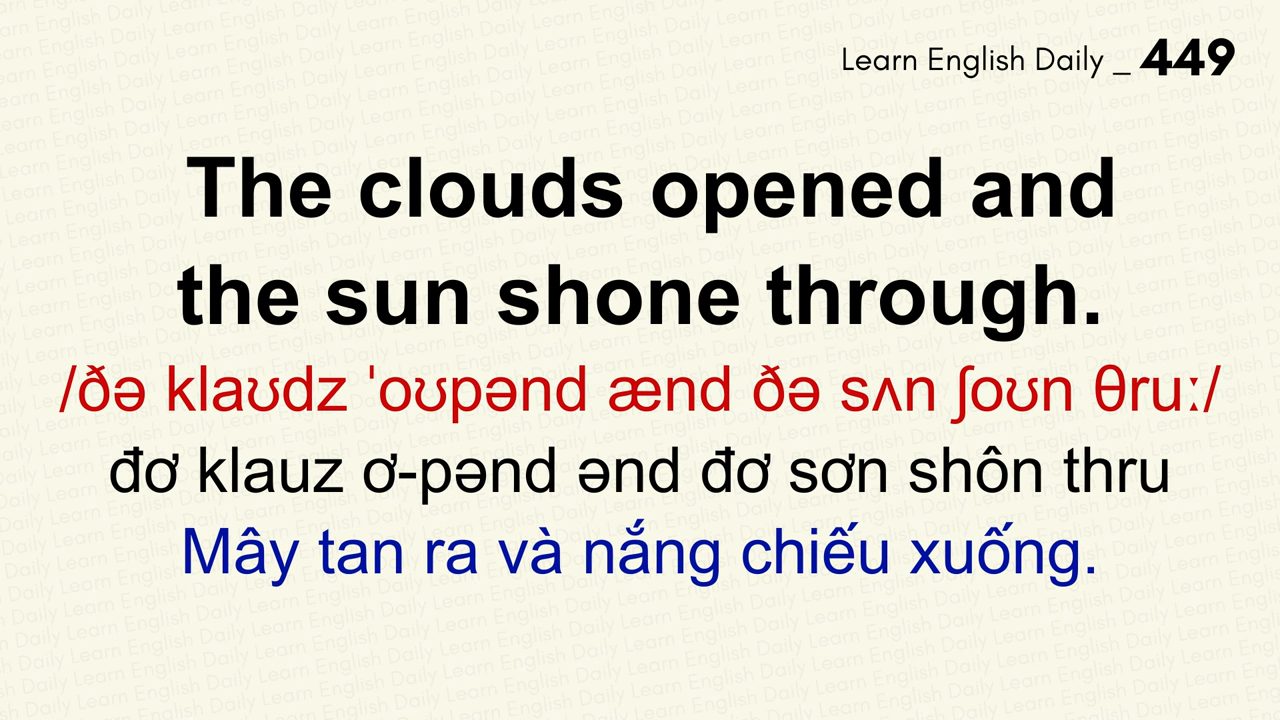 Learn English Daily _ 449
The clouds opened and
the sun shone through.
/ðə klaʊdz ˈoʊpənd ænd ðə sʌn ʃoʊn θruː/
đơ klauz ơ-pənd ənd đơ sơn shôn thru
Mây tan ra và nắng chiếu xuống.